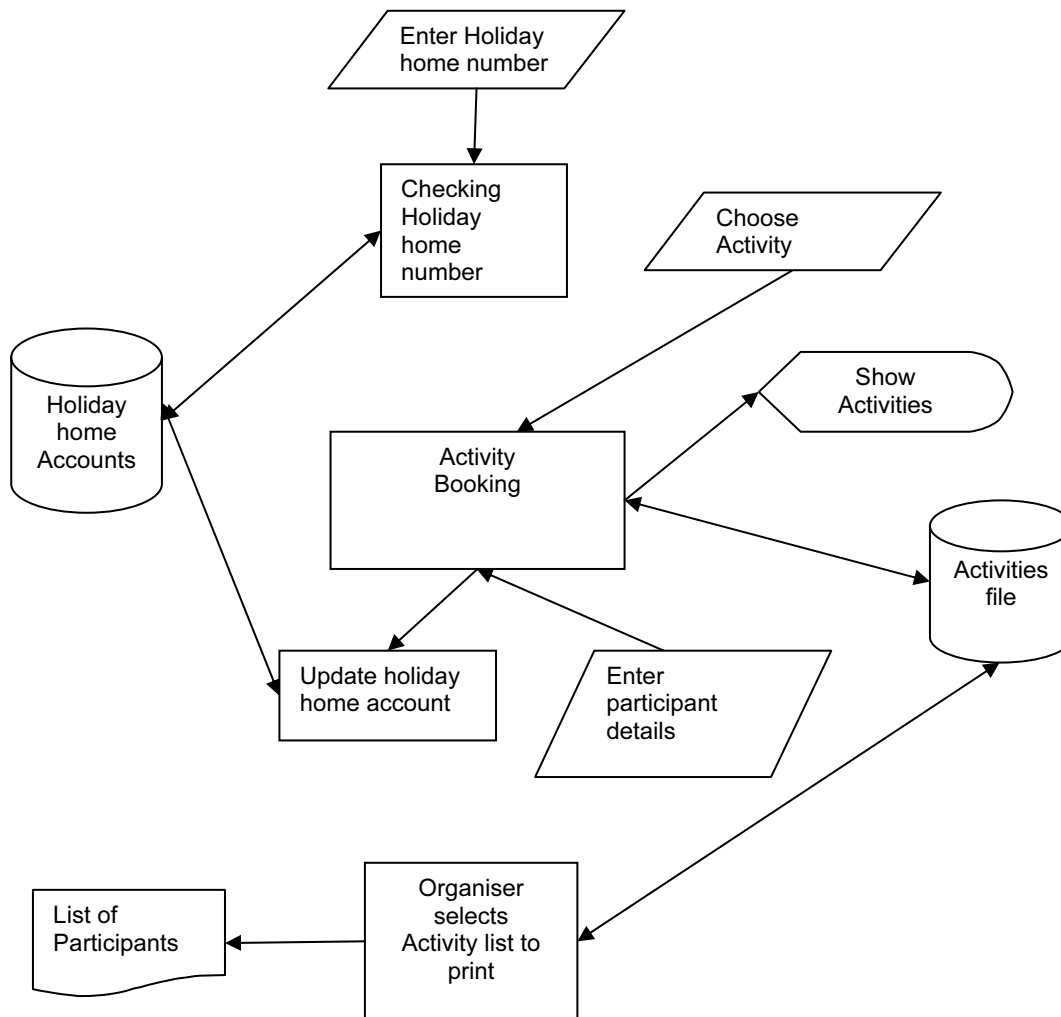 Enter Holiday
home number
Checking
Holiday
home
number
Choose
Activity
Show
Activities
Holiday
home
Accounts
Activity
Booking
Activities
file
Update holiday
home account
Enter
participant
details
List of
Participants
Organiser
selects
Activity list to
print